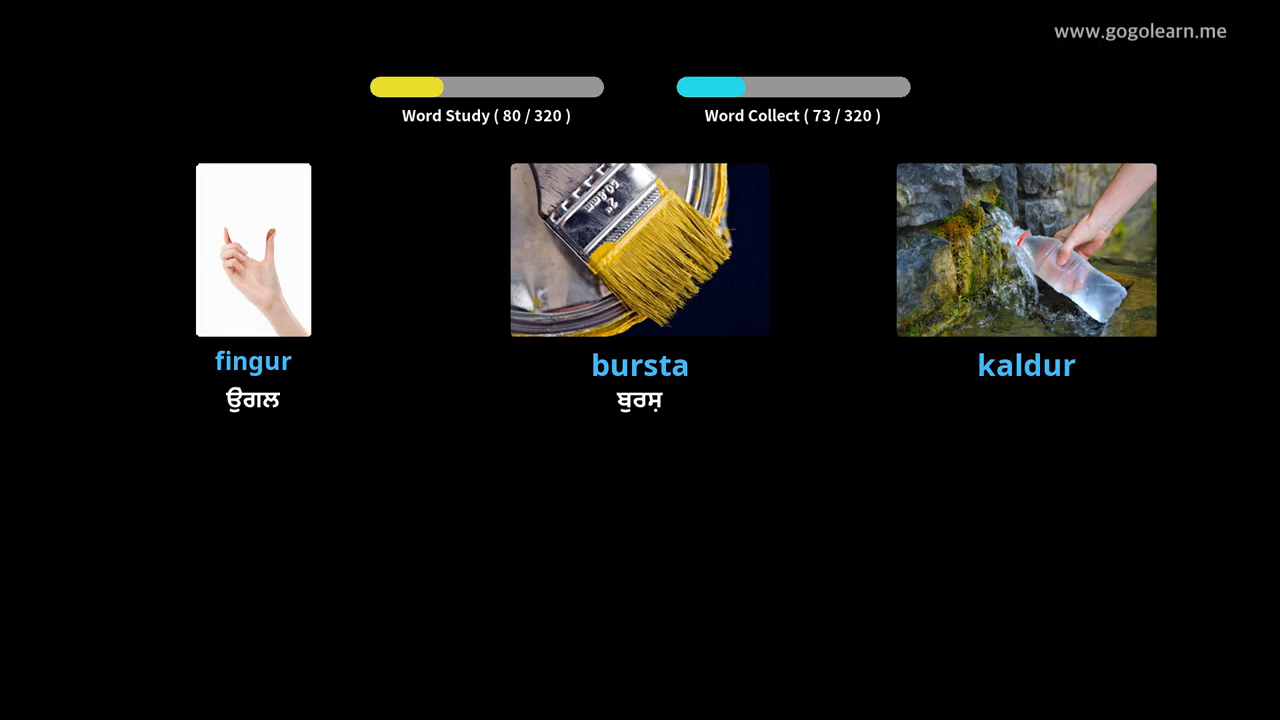 www.gogolearn.me
Word Study ( 80 / 320 )
Word Collect ( 73 / 320 )
fingur
ਉਂਗਲ
bursta
ਬੁਰਸ਼
kaldur